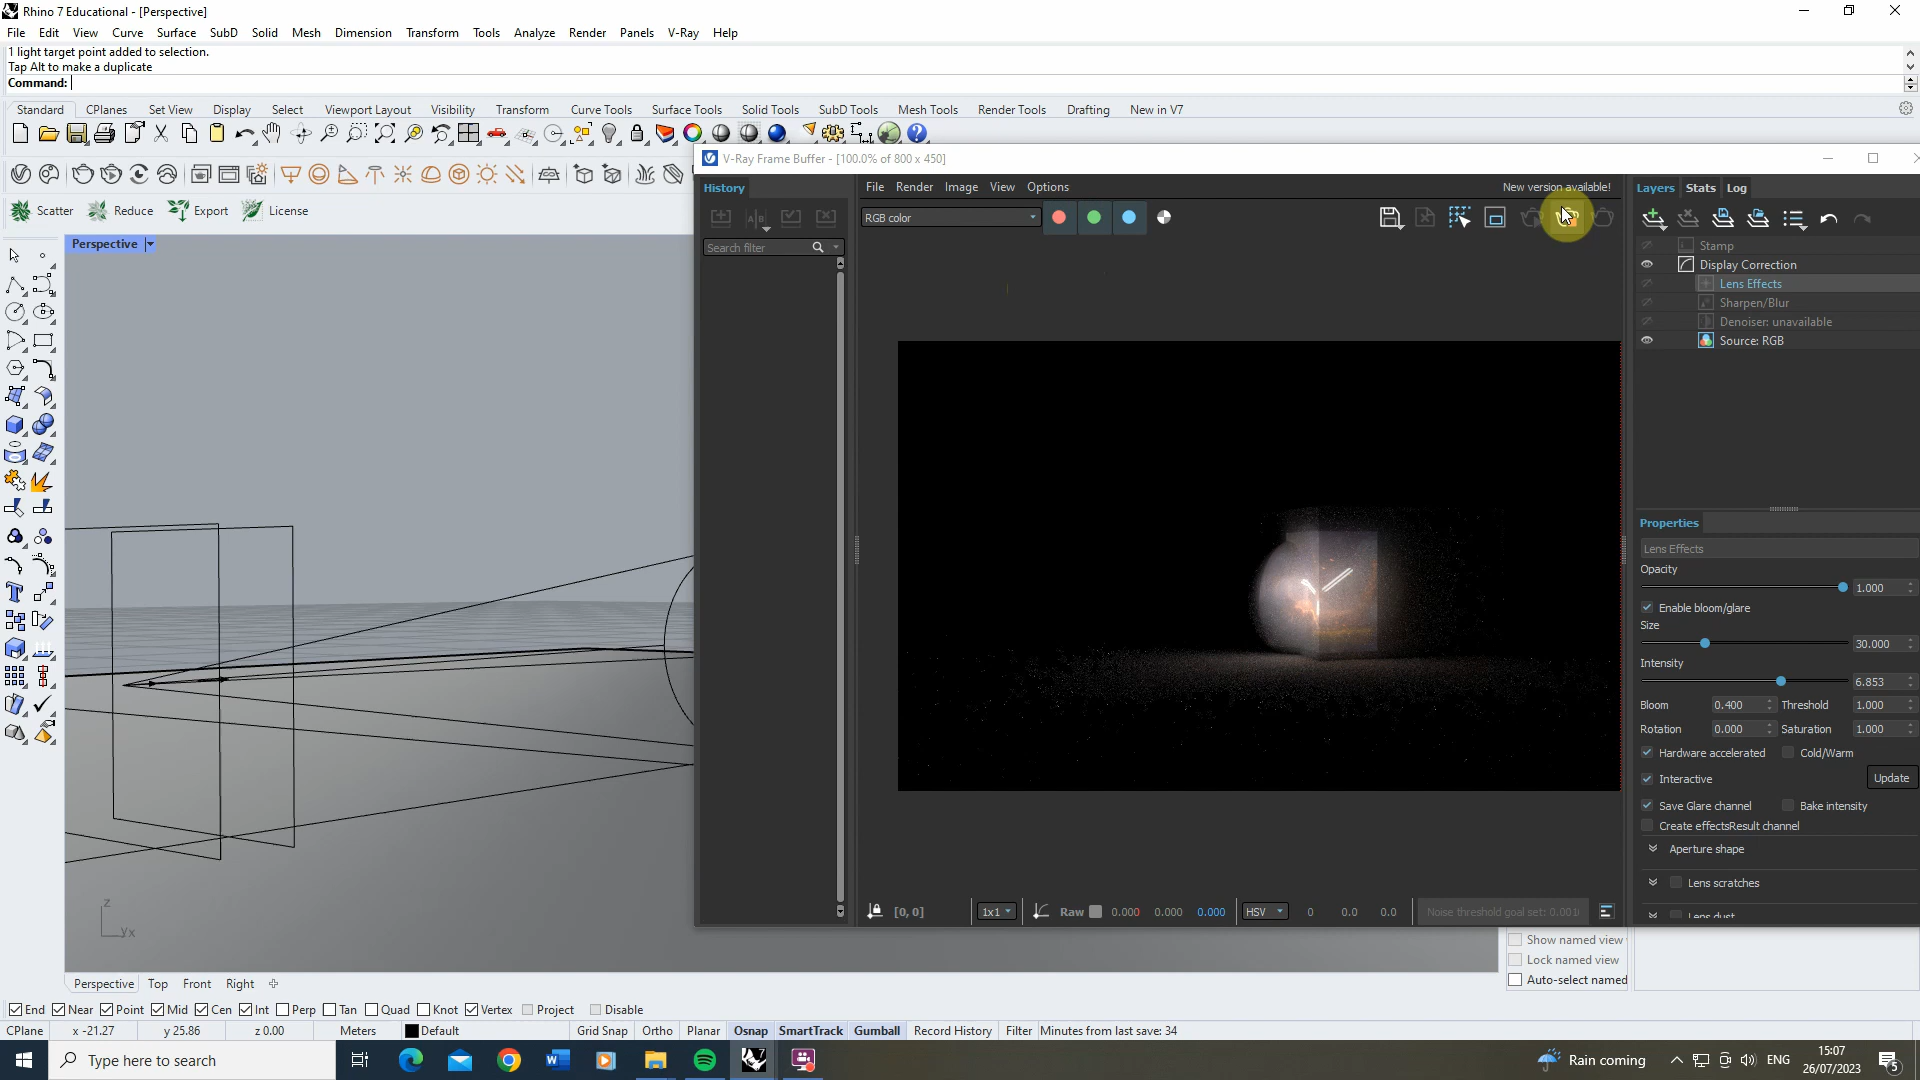 Rhino 7 Educational - [Perspective]
File Edit View Curve Surface SubD Solid Mesh Dimension Transform Tools Analyze Render Panels V-Ray Help
1 light target point added to selection.
Tap Alt to make a duplicate
Command:
Standard CPlanes Set View Display Select Viewport Layout Visibility Transform Curve Tools Surface Tools Solid Tools SubD Tools Mesh Tools Render Tools Drafting New in V7
V-Ray Frame Buffer - [100.0% of 800 x 450]
History File Render Image View Options New version available! Layers Stats Log
Scatter Reduce Export License
RGB color
Search filter
Perspective
Stamp
Display Correction
Lens Effects
Sharpen/Blur
Denoiser: unavailable
Source: RGB
Properties
Lens Effects
Opacity
1.000
Enable bloom/glare
Size
30.000
Intensity
6.853
Bloom 0.400 Threshold 1.000
Rotation 0.000 Saturation 1.000
Hardware accelerated Cold/Warm
Interactive Update
Save Glare channel Bake intensity
Create effectsResult channel
Aperture shape
Lens scratches
Lens dust
[0, 0] 1x1 Raw 0.000 0.000 0.000 HSV 0 0.0 0.0 Noise threshold goal set: 0.001
z
y x
Show named view
Lock named view
Auto-select named
Perspective Top Front Right
End Near Point Mid Cen Int Perp Tan Quad Knot Vertex Project Disable
CPlane x -21.27 y 25.86 z 0.00 Meters Default Grid Snap Ortho Planar Osnap SmartTrack Gumball Record History Filter Minutes from last save: 34
Type here to search
Rain coming
ENG
15:07
26/07/2023
5